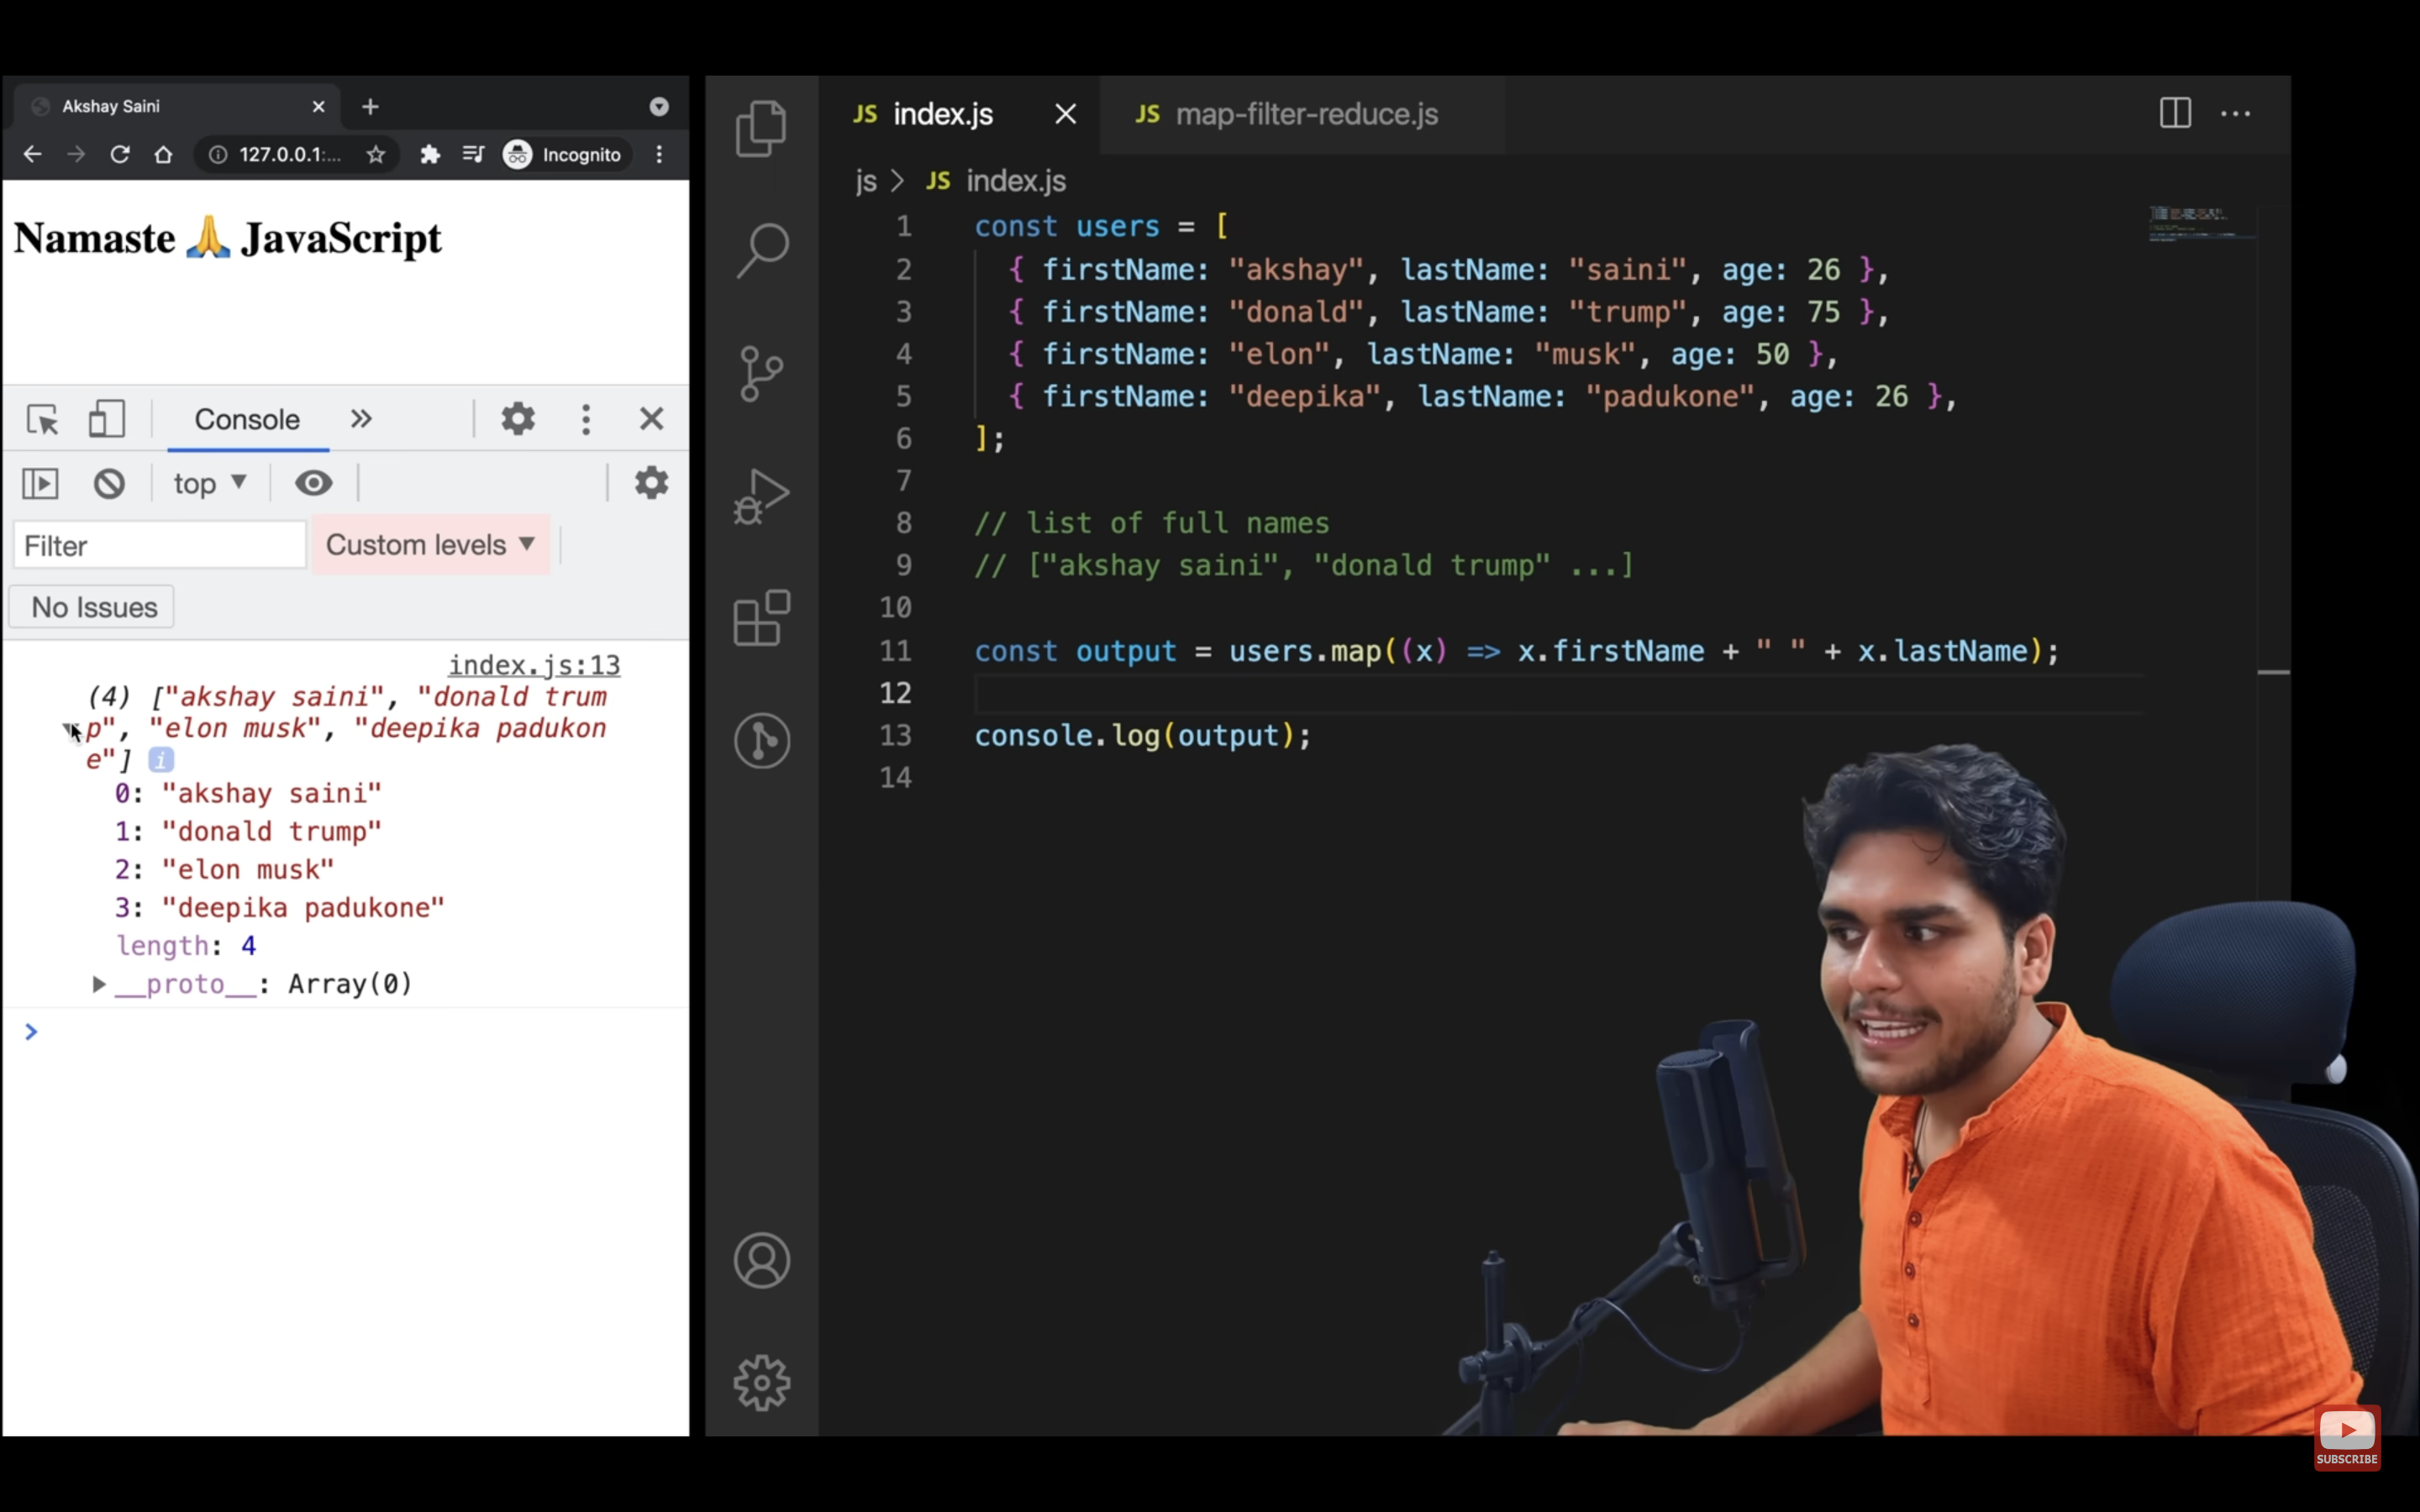 Akshay Saini
127.0.0.1:...
Incognito
Namaste 🙏 JavaScript
Console
top
Filter
Custom levels
No Issues
index.js:13
(4) ["akshay saini", "donald trum
p", "elon musk", "deepika padukon
e"] i
0: "akshay saini"
1: "donald trump"
2: "elon musk"
3: "deepika padukone"
length: 4
__proto__: Array(0)
>
JS index.js
JS map-filter-reduce.js
js > JS index.js
1 const users = [
2 { firstName: "akshay", lastName: "saini", age: 26 },
3 { firstName: "donald", lastName: "trump", age: 75 },
4 { firstName: "elon", lastName: "musk", age: 50 },
5 { firstName: "deepika", lastName: "padukone", age: 26 },
6 ];
7
8 // list of full names
9 // ["akshay saini", "donald trump" ...]
10
11 const output = users.map((x) => x.firstName + " " + x.lastName);
12
13 console.log(output);
14
SUBSCRIBE